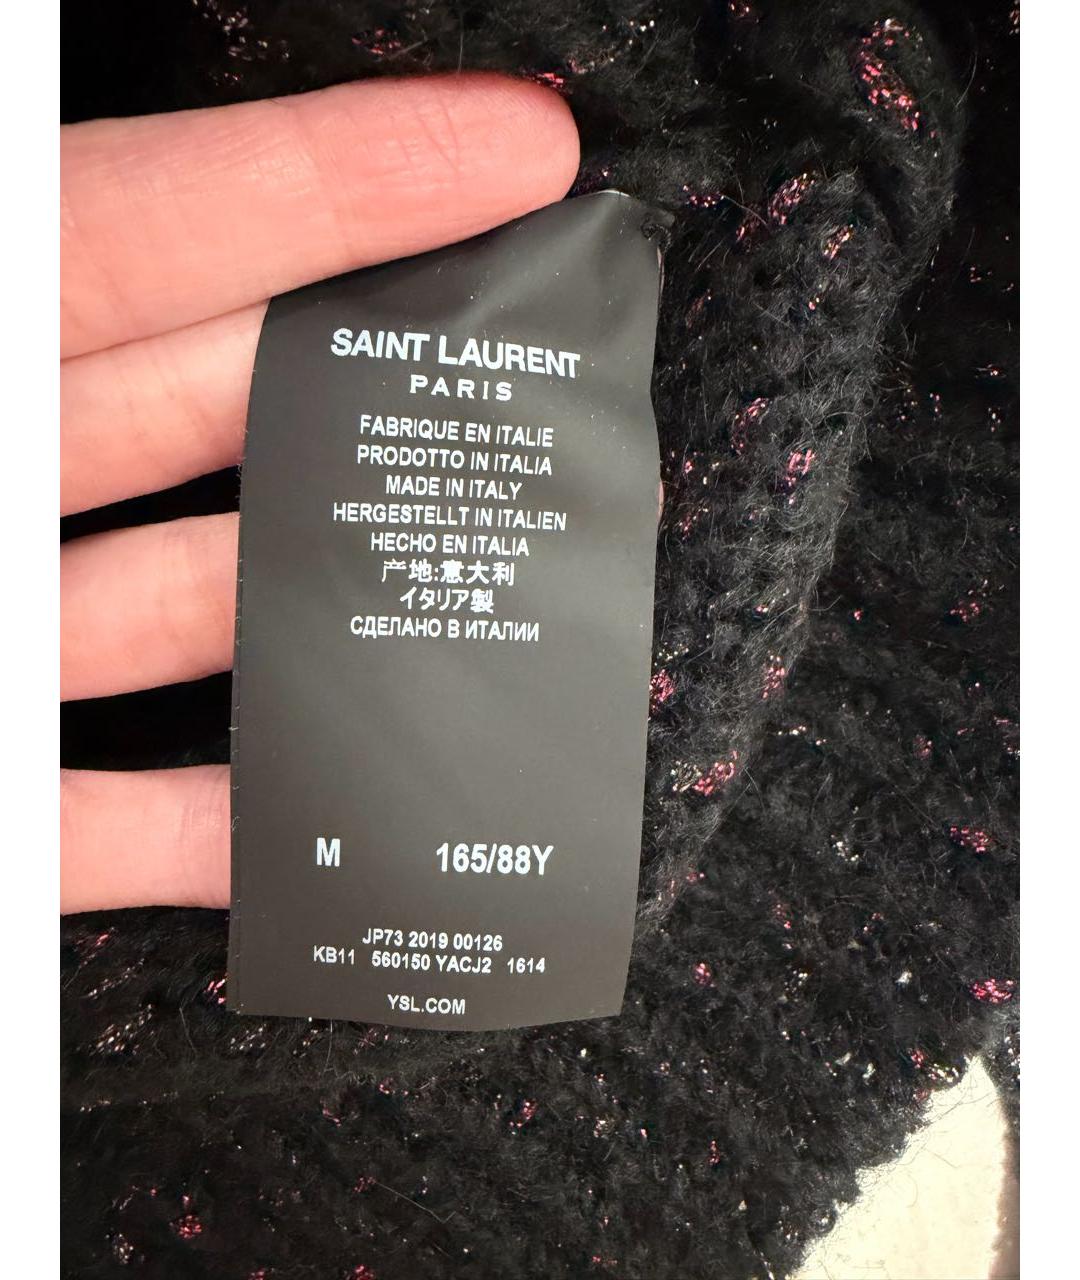 SAINT LAURENT
PARIS
FABRIQUE EN ITALIE
PRODOTTO IN ITALIA
MADE IN ITALY
HERGESTELLT IN ITALIEN
HECHO EN ITALIA
产地:意大利
イタリア製
СДЕЛАНО В ИТАЛИИ
M 165/88Y
JP73 2019 00126
KB11 560150 YACJ2 1614
YSL.COM